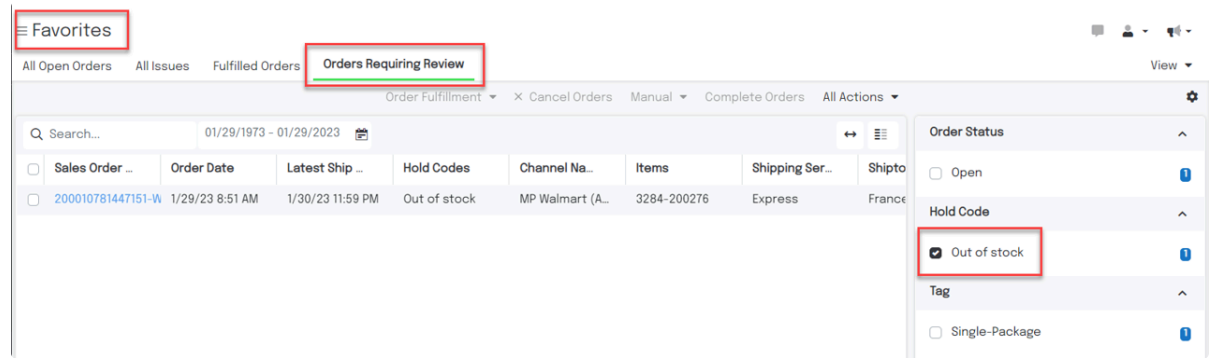 Favorites
All Open Orders All Issues Fulfilled Orders Orders Requiring Review View
Order Fulfillment × Cancel Orders Manual Complete Orders All Actions
Search... 01/29/1973 - 01/29/2023 Order Status
Sales Order ... Order Date Latest Ship ... Hold Codes Channel Na... Items Shipping Ser... Shipto Open 1
200010781447151-W 1/29/23 8:51 AM 1/30/23 11:59 PM Out of stock MP Walmart (A... 3284-200276 Express France
Hold Code
Out of stock 1
Tag
Single-Package 1